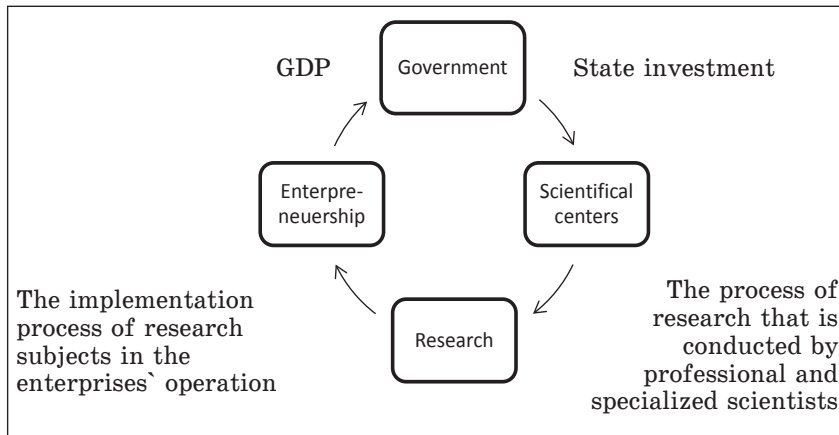 GDP
Government
State investment
Enterpre-
neuership
Scientifical
centers
The implementation
process of research
subjects in the
enterprises` operation
Research
The process of
research that is
conducted by
professional and
specialized scientists